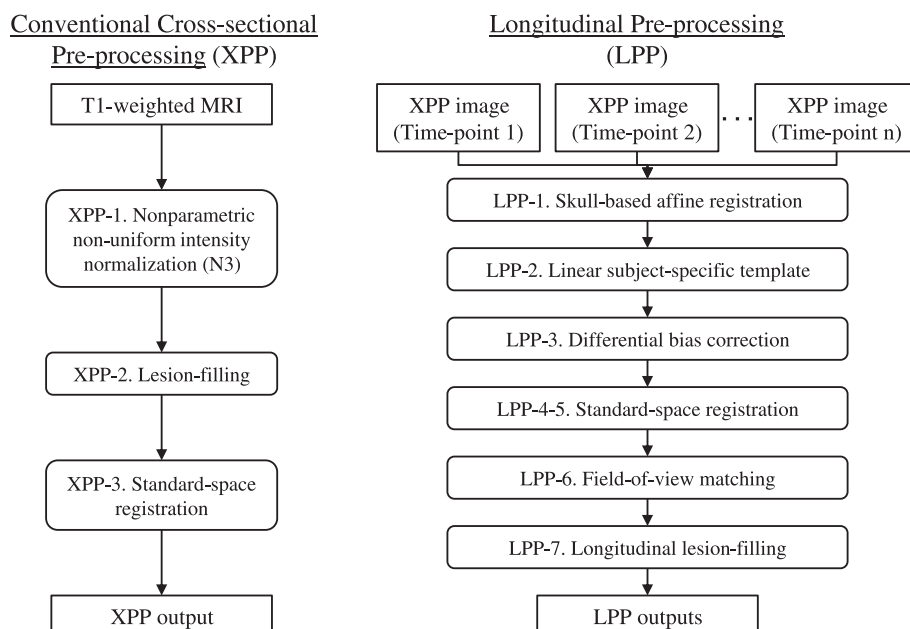 Conventional Cross-sectional
Pre-processing (XPP)
T1-weighted MRI
XPP-1. Nonparametric
non-uniform intensity
normalization (N3)
XPP-2. Lesion-filling
XPP-3. Standard-space
registration
XPP output
Longitudinal Pre-processing
(LPP)
XPP image
(Time-point 1)
XPP image
(Time-point 2)
...
XPP image
(Time-point n)
LPP-1. Skull-based affine registration
LPP-2. Linear subject-specific template
LPP-3. Differential bias correction
LPP-4-5. Standard-space registration
LPP-6. Field-of-view matching
LPP-7. Longitudinal lesion-filling
LPP outputs